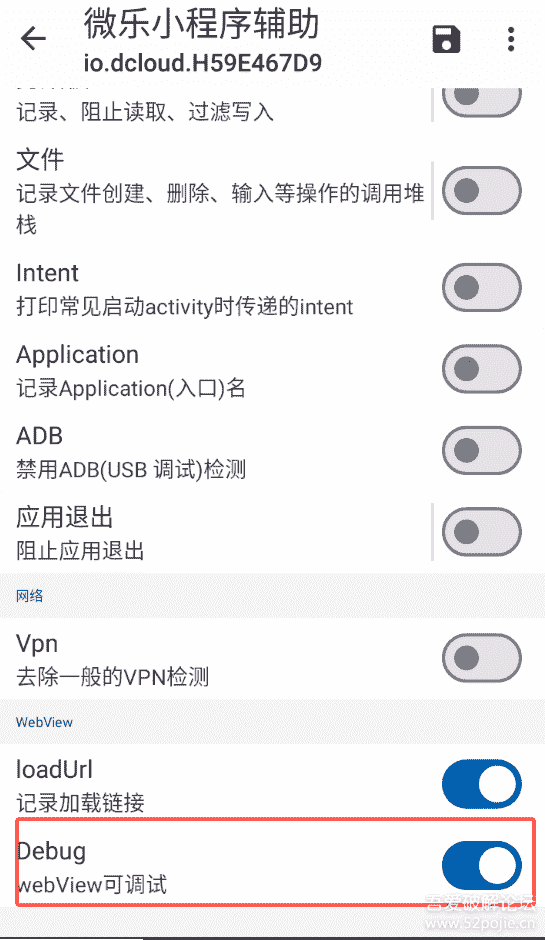 微乐小程序辅助
io.dcloud.H59E467D9
记录、阻止读取、过滤写入
文件
记录文件创建、删除、输入等操作的调用堆
栈
Intent
打印常见启动activity时传递的intent
Application
记录Application(入口)名
ADB
禁用ADB(USB 调试)检测
应用退出
阻止应用退出
网络
Vpn
去除一般的VPN检测
WebView
loadUrl
记录加载链接
Debug
webView可调试
吾爱破解论坛
www.52pojie.cn